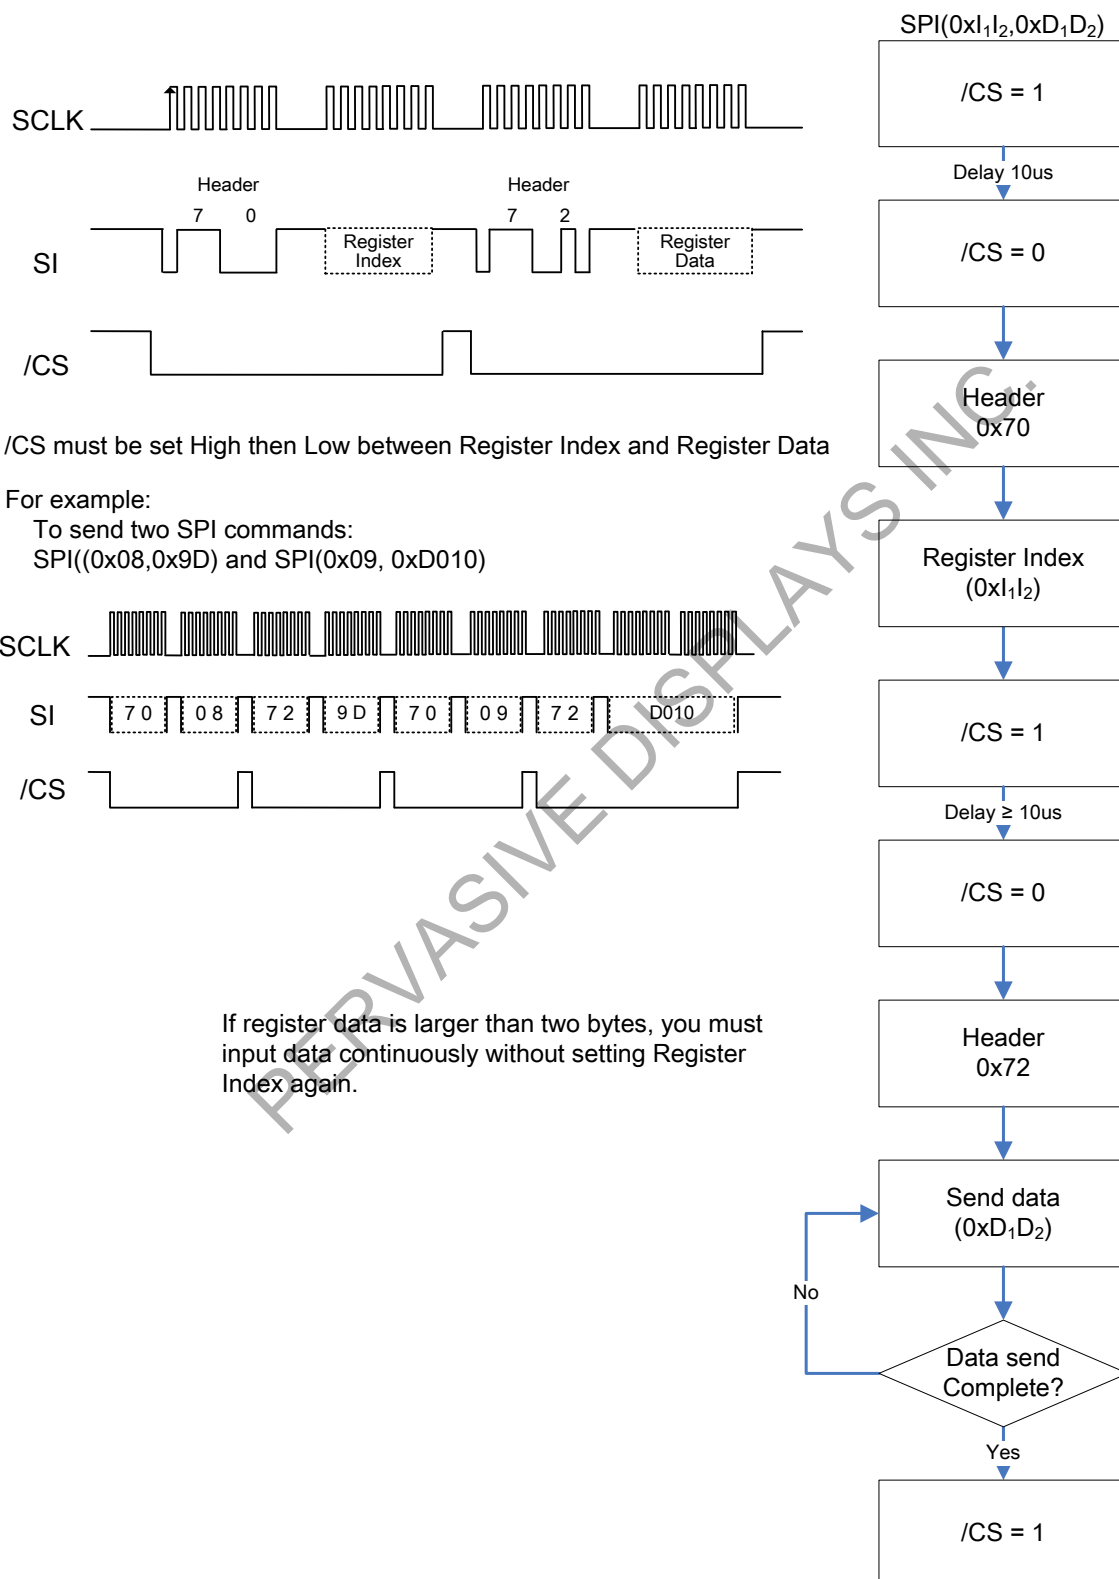 SCLK
Header
Header
7 0
7 2
SI
Register
Index
Register
Data
/CS
/CS must be set High then Low between Register Index and Register Data
For example:
To send two SPI commands:
SPI((0x08,0x9D) and SPI(0x09, 0xD010)
SCLK
SI
7 0
0 8
7 2
9 D
7 0
0 9
7 2
D010
/CS
If register data is larger than two bytes, you must
input data continuously without setting Register
Index again.
SPI(0xI₁I₂,0xD₁D₂)
/CS = 1
Delay 10us
/CS = 0
Header
0x70
Register Index
(0xI₁I₂)
/CS = 1
Delay ≥ 10us
/CS = 0
Header
0x72
Send data
(0xD₁D₂)
No
Data send
Complete?
Yes
/CS = 1
PERVASIVE DISPLAYS INC.